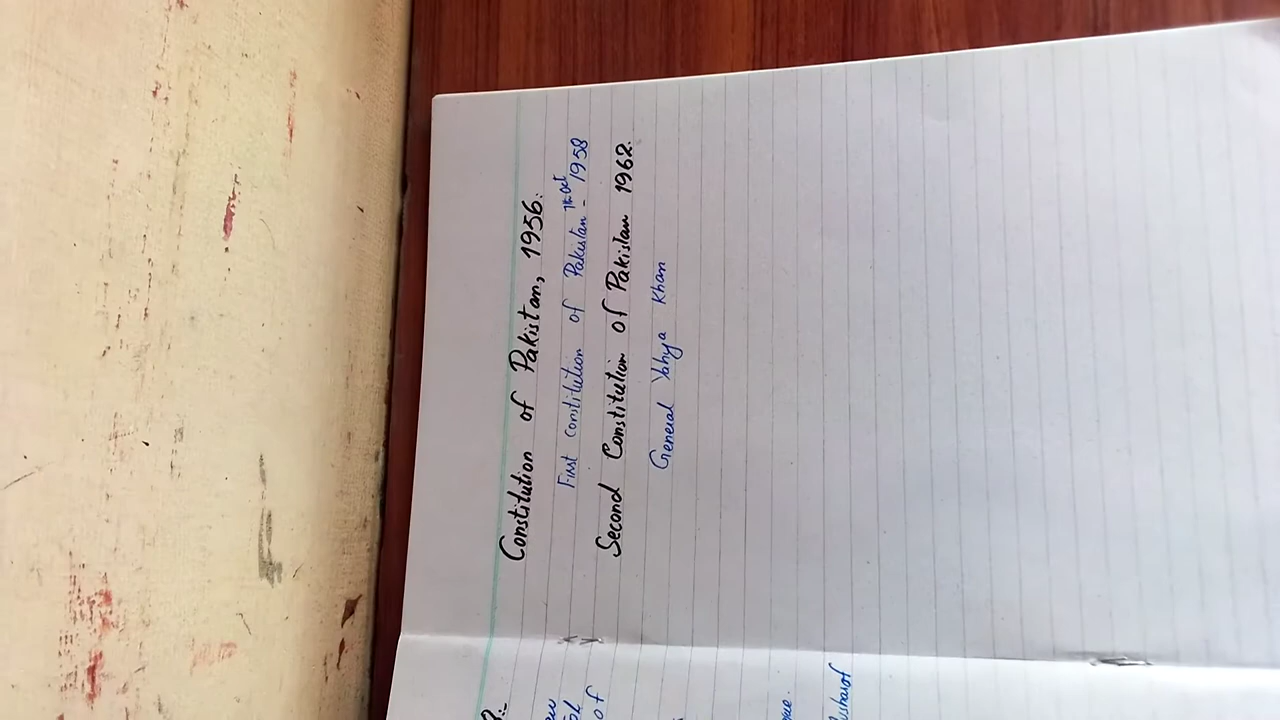 Constitution of Pakistan, 1956:
First Constitution of Pakistan 7th Oct - 1958
Second Constitution of Pakistan 1962.
General Yahya Khan
of